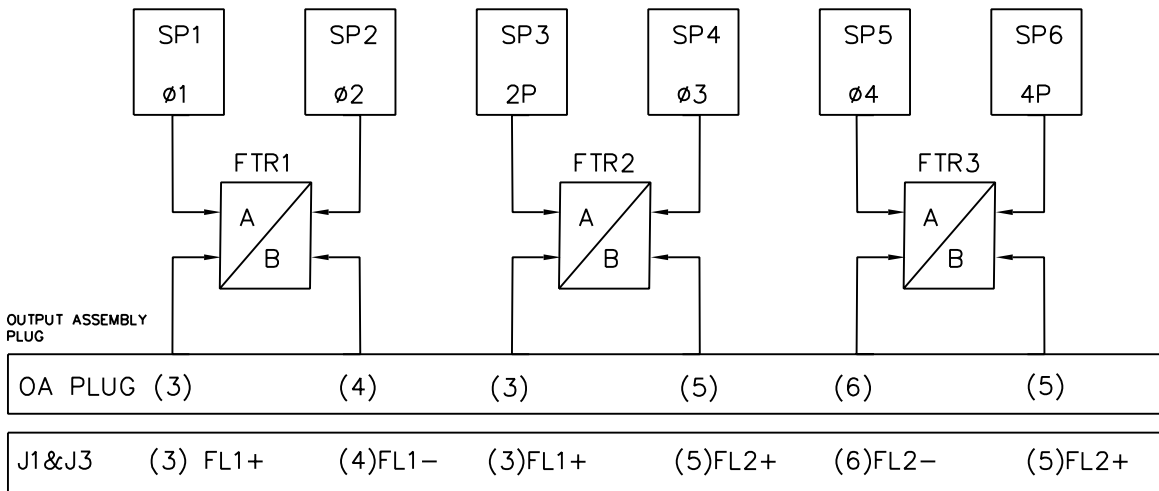 SP1 SP2 SP3 SP4 SP5 SP6
ø1 ø2 2P ø3 ø4 4P
FTR1 FTR2 FTR3
A A A
B B B
OUTPUT ASSEMBLY
PLUG
OA PLUG (3) (4) (3) (5) (6) (5)
J1&J3 (3) FL1+ (4)FL1- (3)FL1+ (5)FL2+ (6)FL2- (5)FL2+